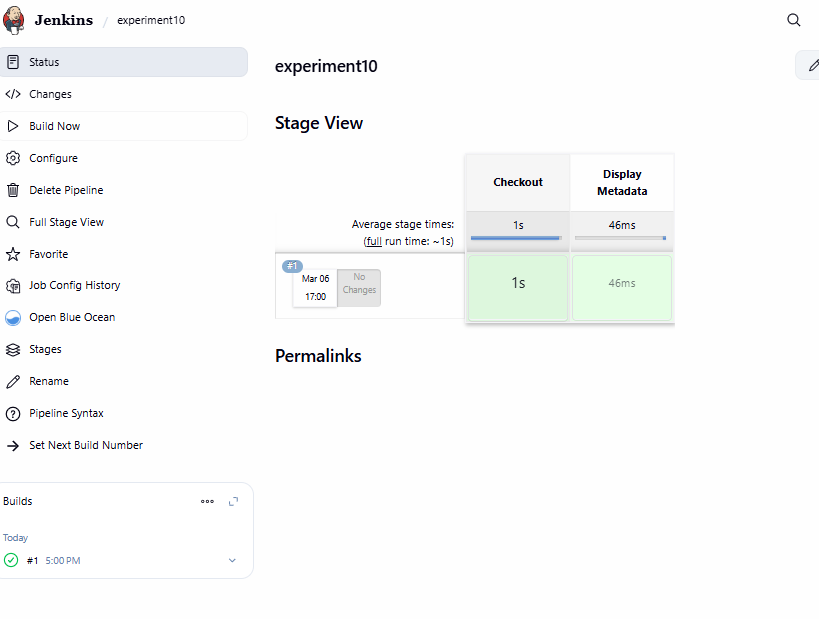 Jenkins / experiment10
Status
Changes
Build Now
Configure
Delete Pipeline
Full Stage View
Favorite
Job Config History
Open Blue Ocean
Stages
Rename
Pipeline Syntax
Set Next Build Number
Builds
Today
#1 5:00 PM
experiment10
Stage View
Checkout
Display
Metadata
Average stage times:
(full run time: ~1s)
1s
46ms
#1
Mar 06
17:00
No
Changes
1s
46ms
Permalinks